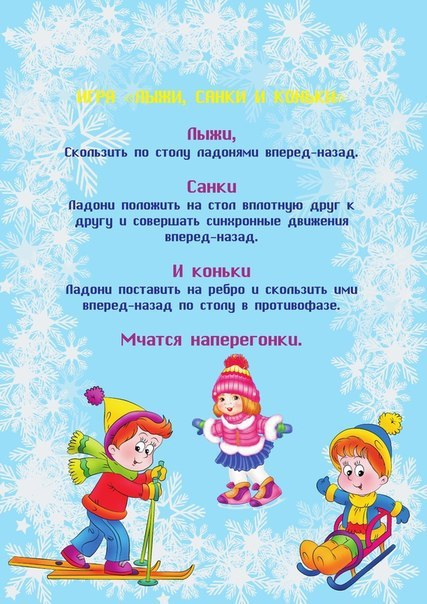 ИГРА «ЛЫЖИ, САНКИ И КОНЬКИ»
Лыжи,
Скользить по столу ладонями вперед-назад.
Санки
Ладони положить на стол вплотную друг к
другу и совершать синхронные движения
вперед-назад.
И коньки
Ладони поставить на ребро и скользить ими
вперед-назад по столу в противофазе.
Мчатся наперегонки.